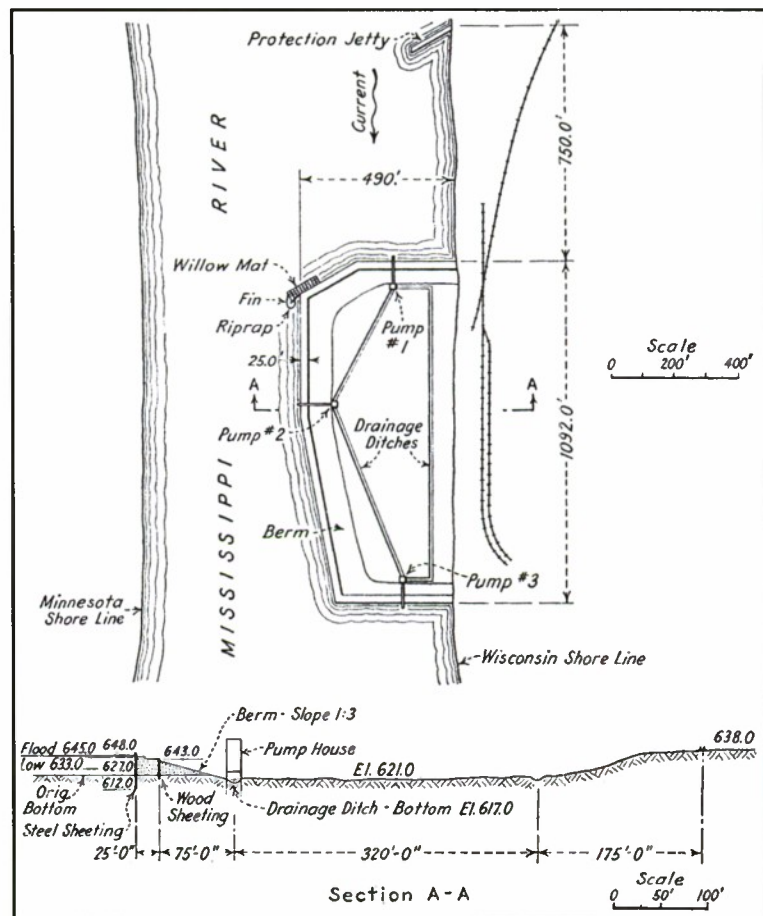 Protection Jetty
Current
750.0'
RIVER
490.'
Willow Mat
Fin
Riprap
Pump
#1
25.0'
Scale
0 200' 400'
A
A
Pump #2
Drainage
Ditches
1092.0'
MISSISSIPPI
Berm
Pump #3
Minnesota
Shore Line
Wisconsin Shore Line
Berm - Slope 1:3
Flood 645.0 648.0
643.0
Pump House
638.0
Low 633.0
627.0
El. 621.0
Orig.
Bottom
612.0
Wood
Sheeting
Drainage Ditch - Bottom El. 617.0
Steel Sheeting
25'-0" 75'-0" 320'-0" 175'-0"
Section A-A
Scale
0 50' 100'